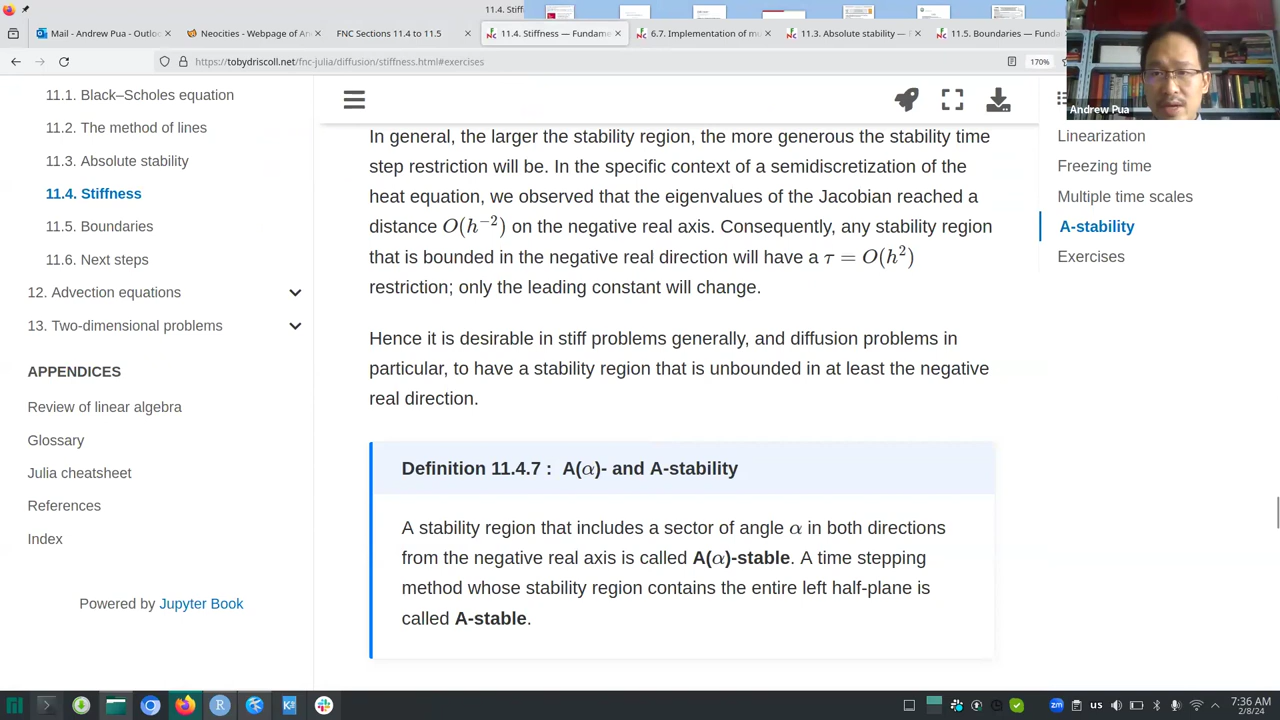 11.4. Stiff
Mail - Andrew Pua - Outloo
Neocities - Webpage of An
FNC Sections 11.4 to 11.5
11.4. Stiffness — Fundame
6.7. Implementation of mu
11.3. Absolute stability — F
11.5. Boundaries — Funda
https://tobydriscoll.net/fnc-julia/diffusion/stiffness.html#exercises
170%
Andrew Pua
11.1. Black–Scholes equation
11.2. The method of lines
11.3. Absolute stability
11.4. Stiffness
11.5. Boundaries
11.6. Next steps
12. Advection equations
13. Two-dimensional problems
APPENDICES
Review of linear algebra
Glossary
Julia cheatsheet
References
Index
Powered by Jupyter Book
In general, the larger the stability region, the more generous the stability time
step restriction will be. In the specific context of a semidiscretization of the
heat equation, we observed that the eigenvalues of the Jacobian reached a
distance O(h⁻²) on the negative real axis. Consequently, any stability region
that is bounded in the negative real direction will have a τ = O(h²)
restriction; only the leading constant will change.
Hence it is desirable in stiff problems generally, and diffusion problems in
particular, to have a stability region that is unbounded in at least the negative
real direction.
Definition 11.4.7 : A(α)- and A-stability
A stability region that includes a sector of angle α in both directions
from the negative real axis is called A(α)-stable. A time stepping
method whose stability region contains the entire left half-plane is
called A-stable.
Linearization
Freezing time
Multiple time scales
A-stability
Exercises
us
7:36 AM
2/8/24